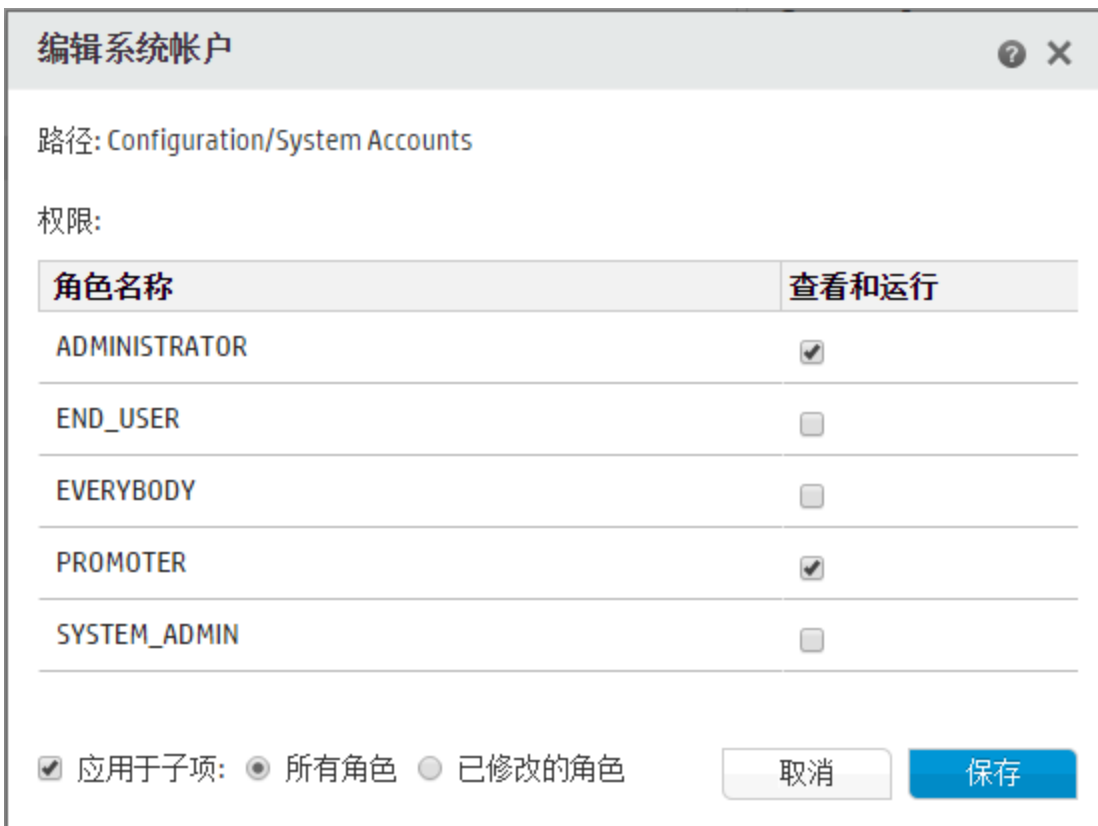 编辑系统帐户
路径: Configuration/System Accounts
权限:
角色名称 查看和运行
ADMINISTRATOR
END_USER
EVERYBODY
PROMOTER
SYSTEM_ADMIN
应用于子项: 所有角色 已修改的角色 取消 保存